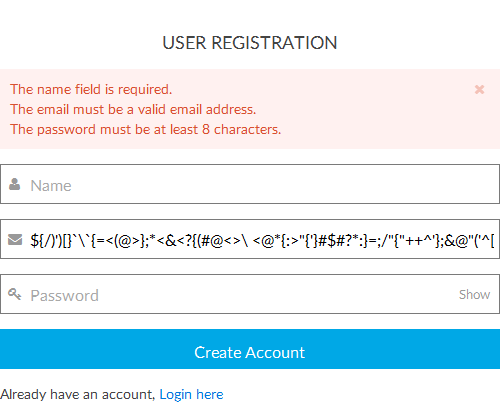 USER REGISTRATION
The name field is required.
The email must be a valid email address.
The password must be at least 8 characters.
Name
${/)')[}`\`{=<(@>};*<&<?{(#@<>\ <@*{:>"{'}#$#?*:}=;/"{"++^'};&@"('^[
Password
Show
Create Account
Already have an account, Login here